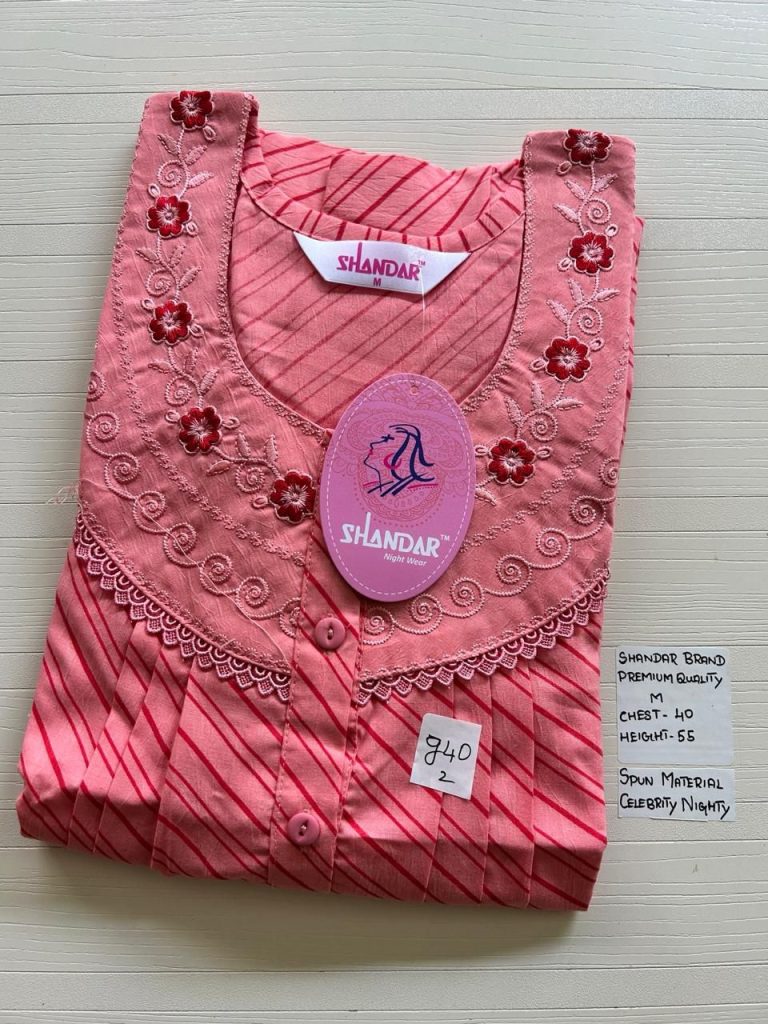 SHANDAR™
M
SHANDAR™
Night Wear
940
2
SHANDAR BRAND
PREMIUM QUALITY
M
CHEST- 40
HEIGHT-55
SPUN MATERIAL
CELEBRITY NIGHTY